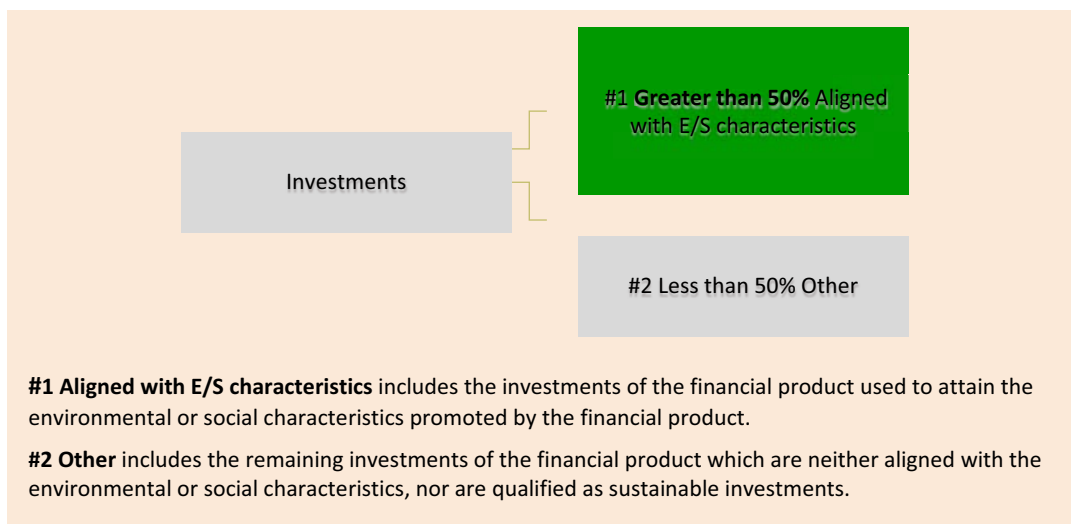 #1 Greater than 50% Aligned
with E/S characteristics
Investments
#2 Less than 50% Other
#1 Aligned with E/S characteristics includes the investments of the financial product used to attain the
environmental or social characteristics promoted by the financial product.
#2 Other includes the remaining investments of the financial product which are neither aligned with the
environmental or social characteristics, nor are qualified as sustainable investments.